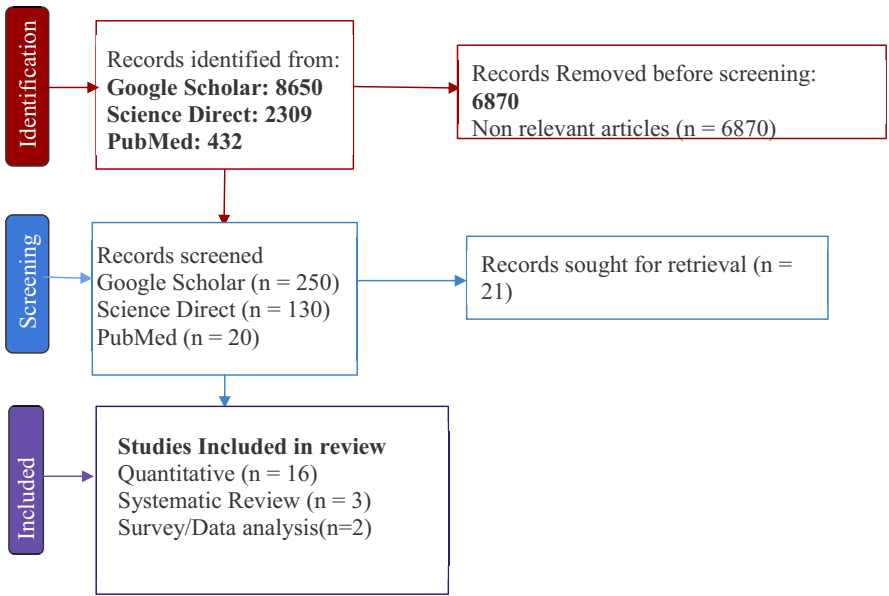 Identification
Records identified from:
Google Scholar: 8650
Science Direct: 2309
PubMed: 432
Records Removed before screening:
6870
Non relevant articles (n = 6870)
Screening
Records screened
Google Scholar (n = 250)
Science Direct (n = 130)
PubMed (n = 20)
Records sought for retrieval (n =
21)
Included
Studies Included in review
Quantitative (n = 16)
Systematic Review (n = 3)
Survey/Data analysis(n=2)